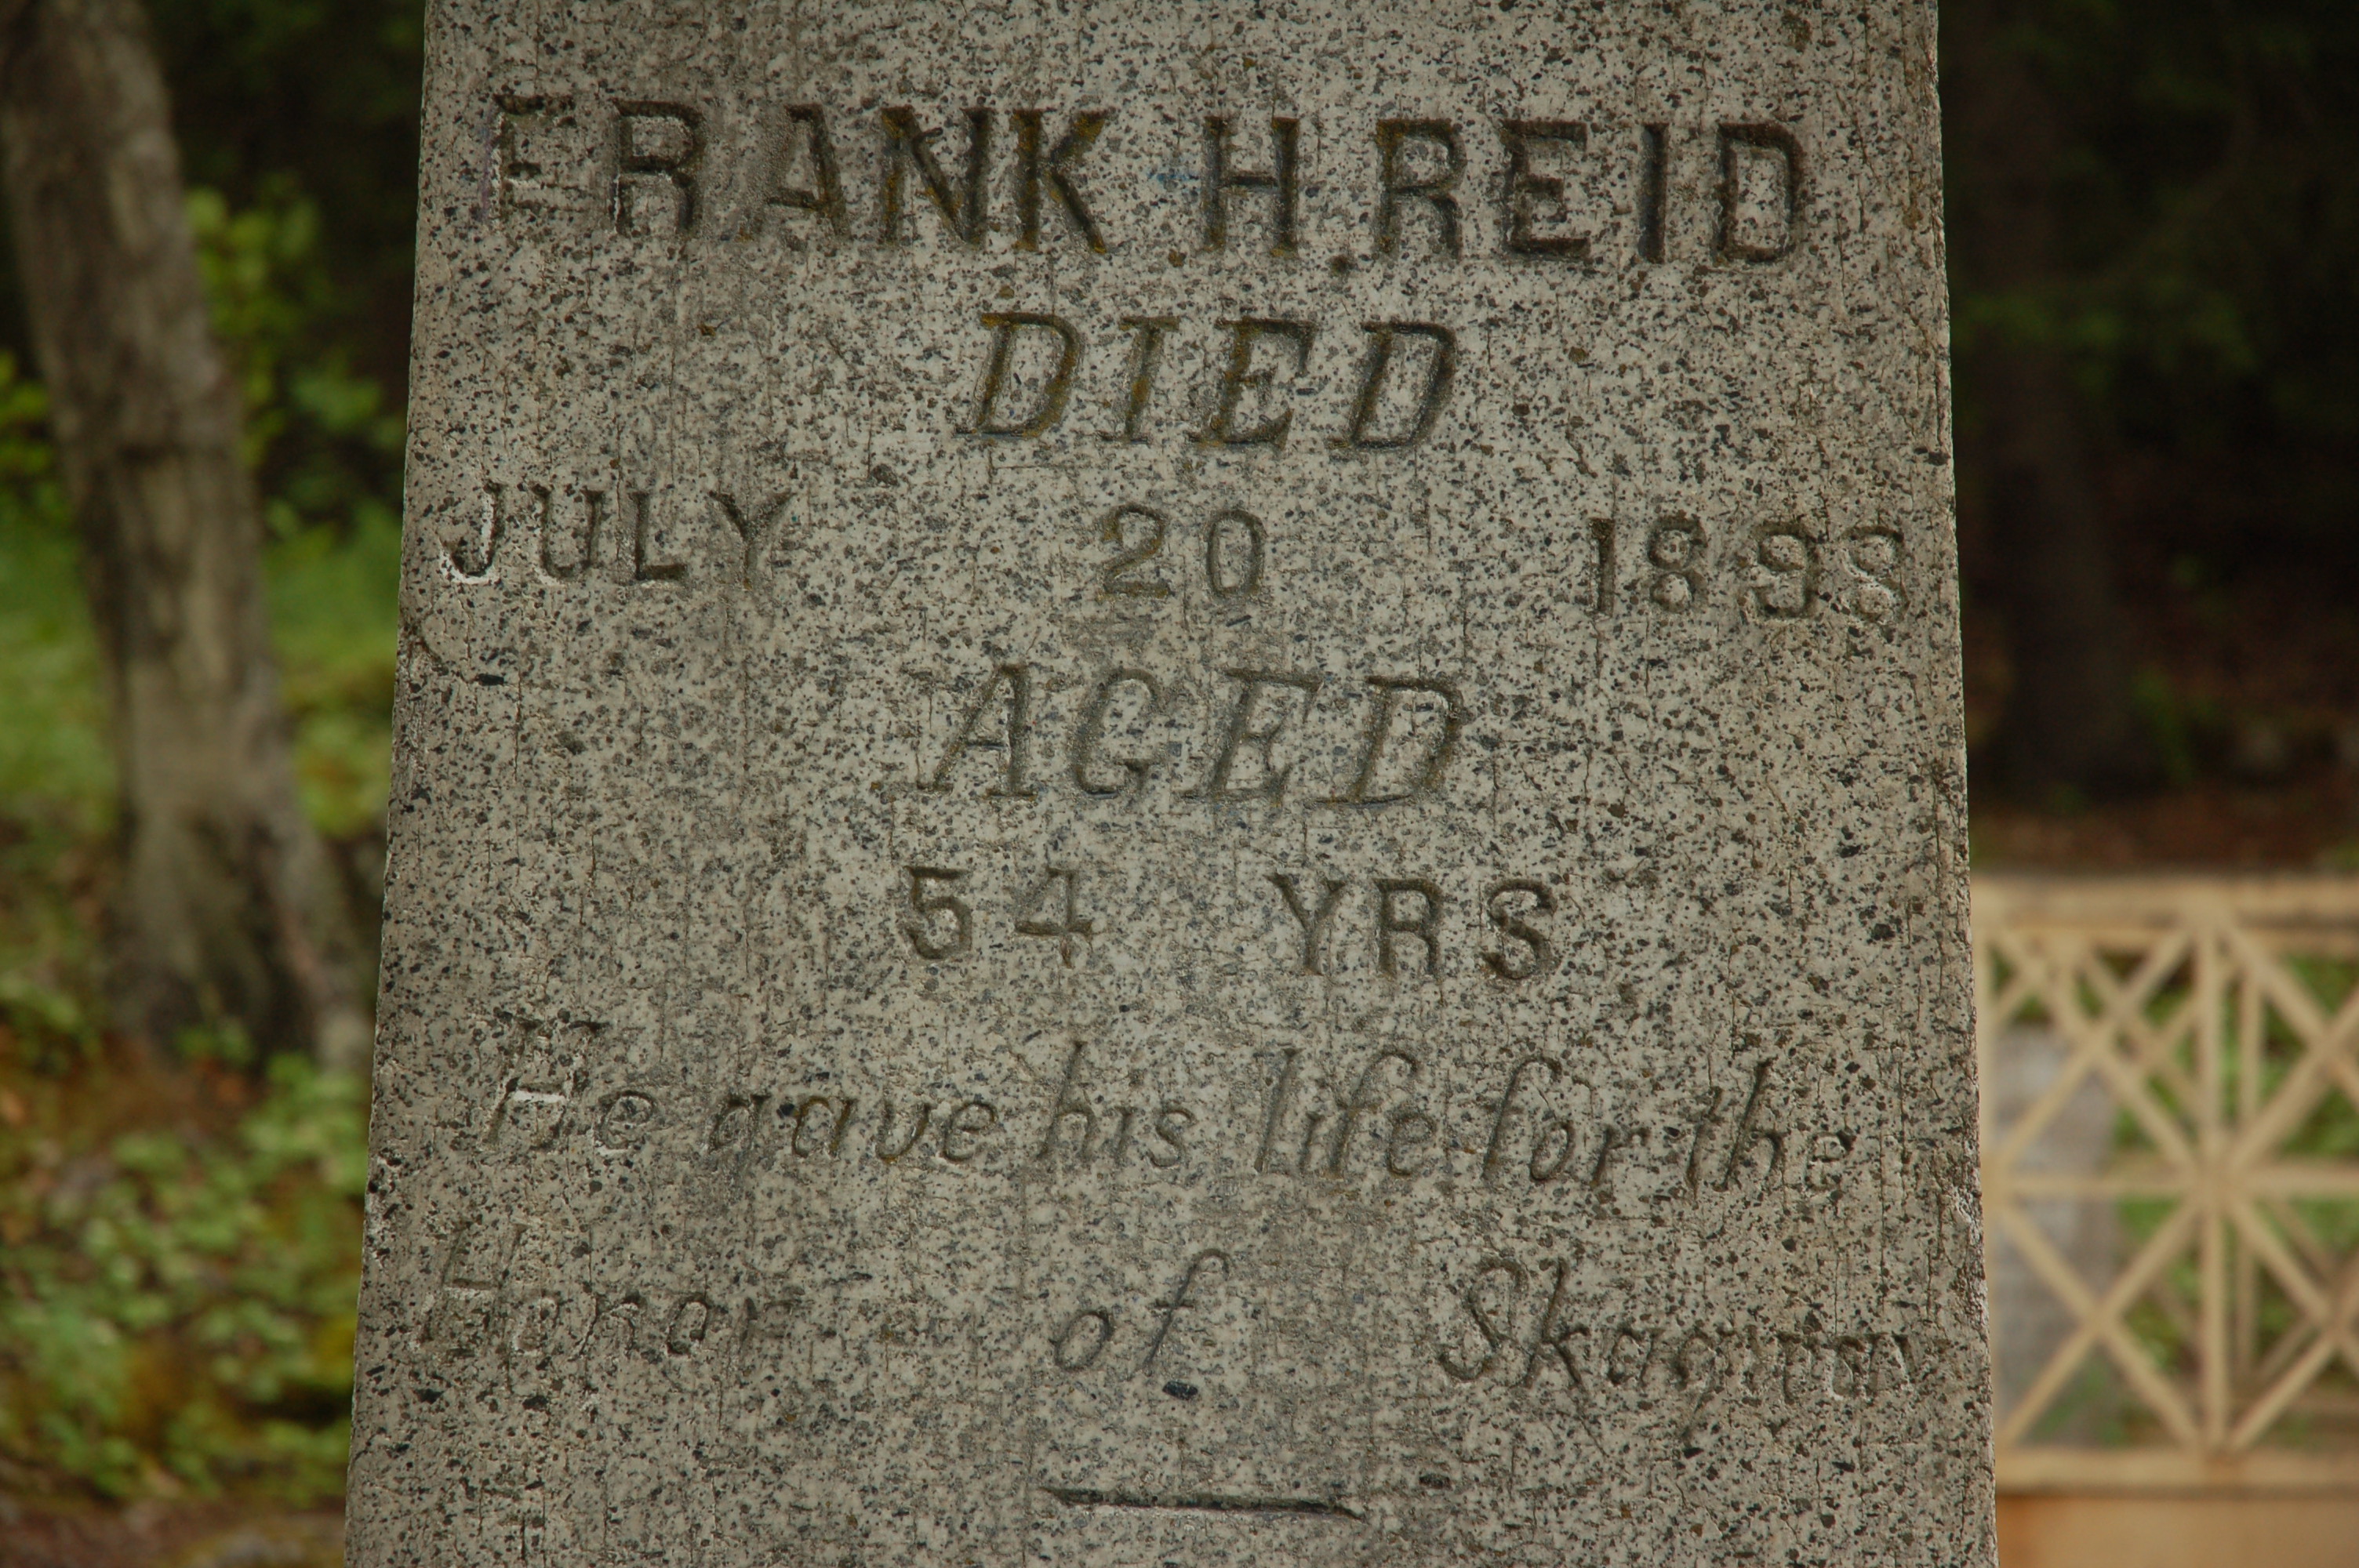 FRANK H. REID
DIED
JULY 20 1898
AGED
54 YRS
He gave his life for the
Honor of Skagway